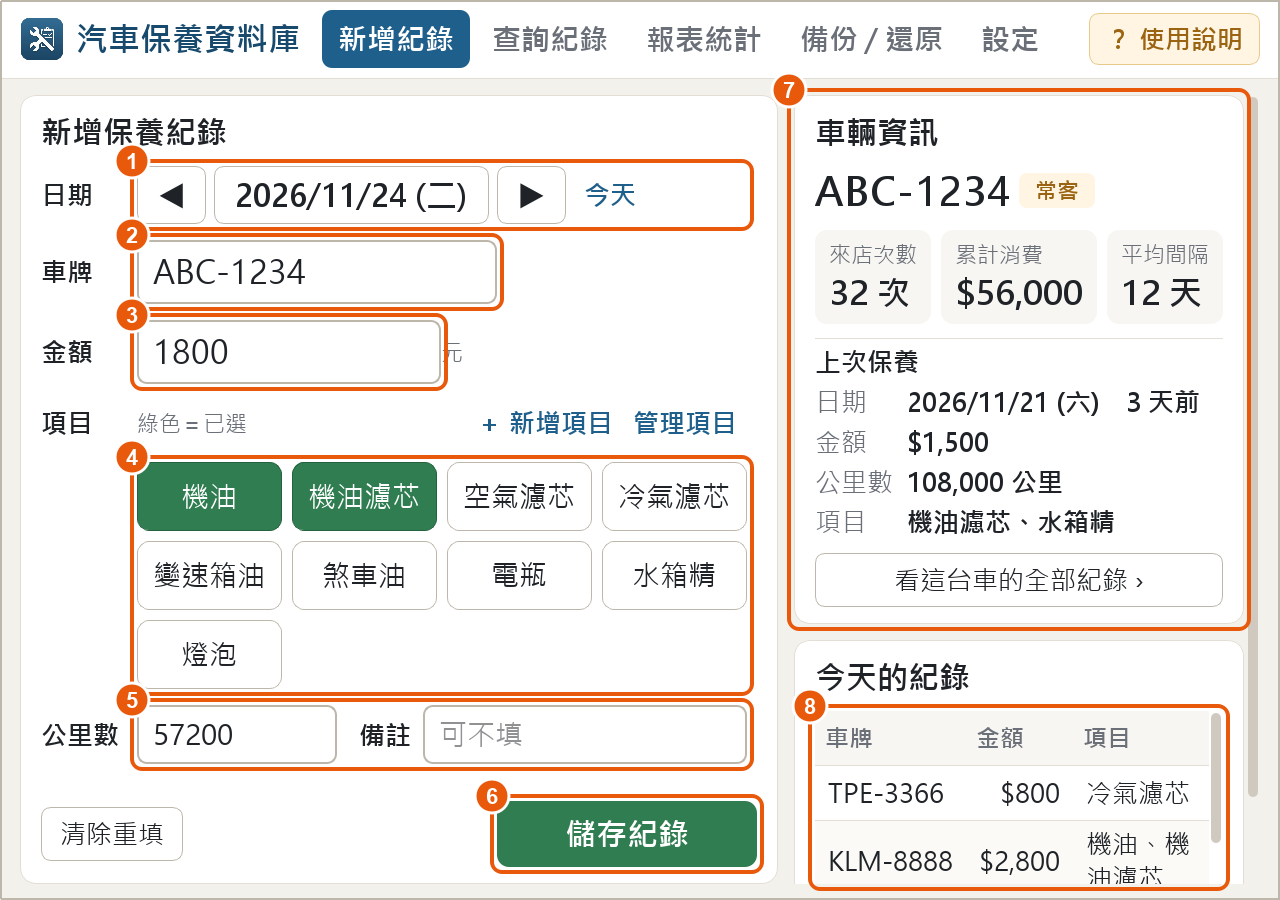 汽車保養資料庫 新增紀錄 查詢紀錄 報表統計 備份 / 還原 設定 ? 使用說明
新增保養紀錄
1
日期 ◀ 2026/11/24 (二) ▶ 今天
2
車牌 ABC-1234
3
金額 1800 元
項目 綠色 = 已選 + 新增項目 管理項目
4
機油 機油濾芯 空氣濾芯 冷氣濾芯
變速箱油 煞車油 電瓶 水箱精
燈泡
5
公里數 57200 備註 可不填
6
清除重填 儲存紀錄
7
車輛資訊
ABC-1234 常客
來店次數 累計消費 平均間隔
32 次 $56,000 12 天
上次保養
日期 2026/11/21 (六) 3 天前
金額 $1,500
公里數 108,000 公里
項目 機油濾芯、水箱精
看這台車的全部紀錄 ›
今天的紀錄
8
車牌 金額 項目
TPE-3366 $800 冷氣濾芯
KLM-8888 $2,800 機油、機
油濾芯